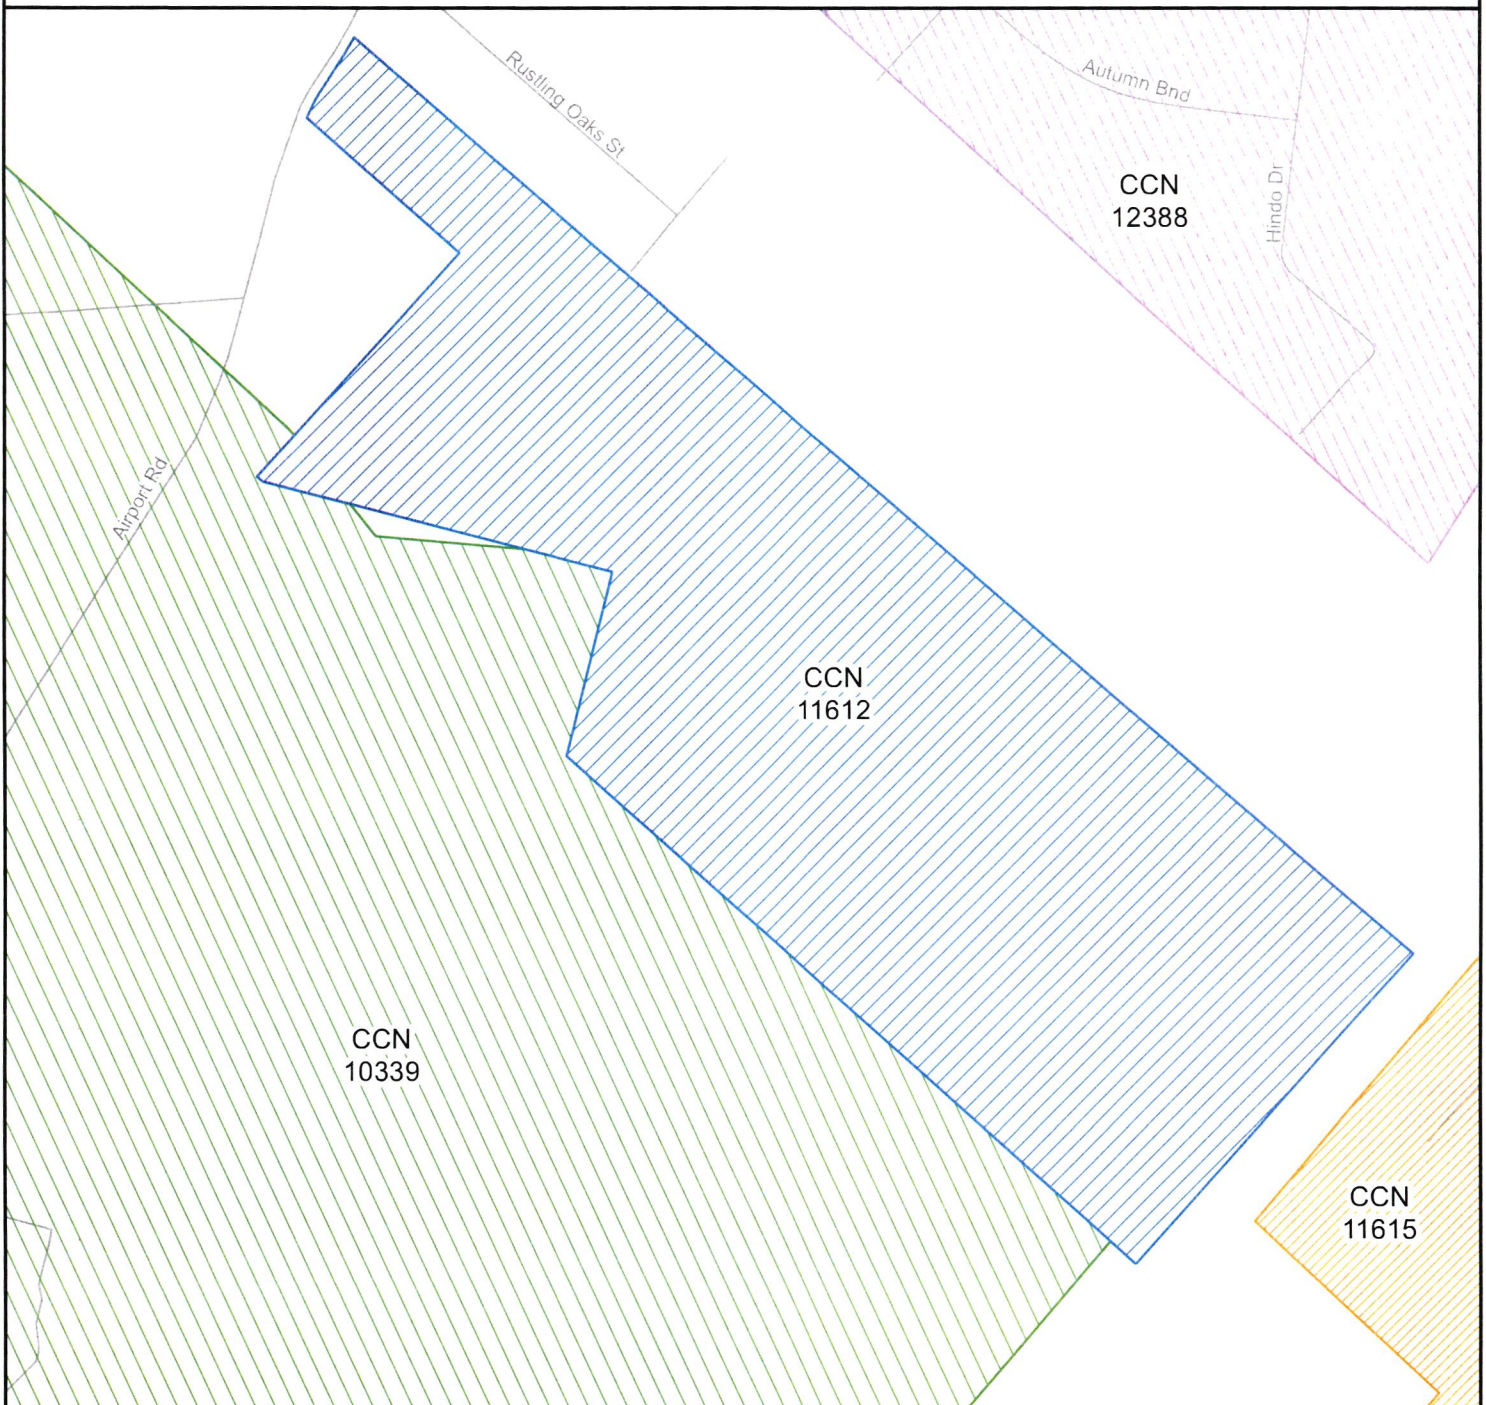 Rustling Oaks St
Autumn Bnd
Hindo Dr
CCN
12388
Airport Rd
CCN
11612
CCN
10339
CCN
11615